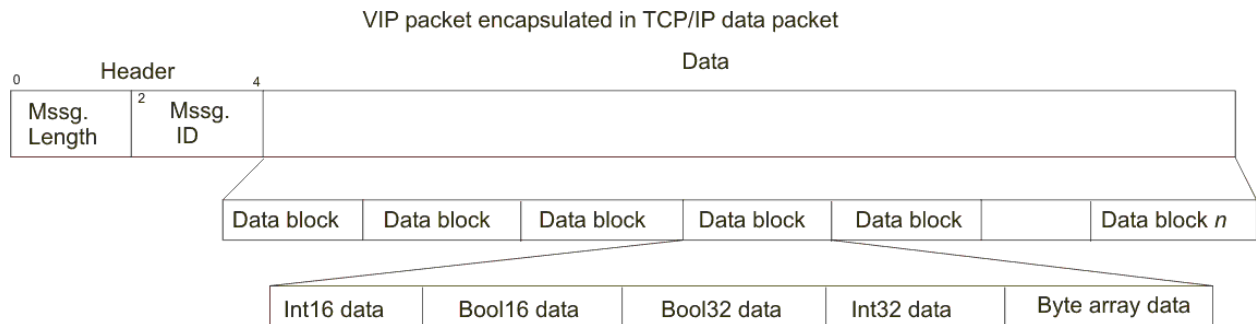 VIP packet encapsulated in TCP/IP data packet
Header
Data
0
4
Mssg.
Length
2
Mssg.
ID
Data block
Data block
Data block
Data block
Data block
Data block n
Int16 data
Bool16 data
Bool32 data
Int32 data
Byte array data